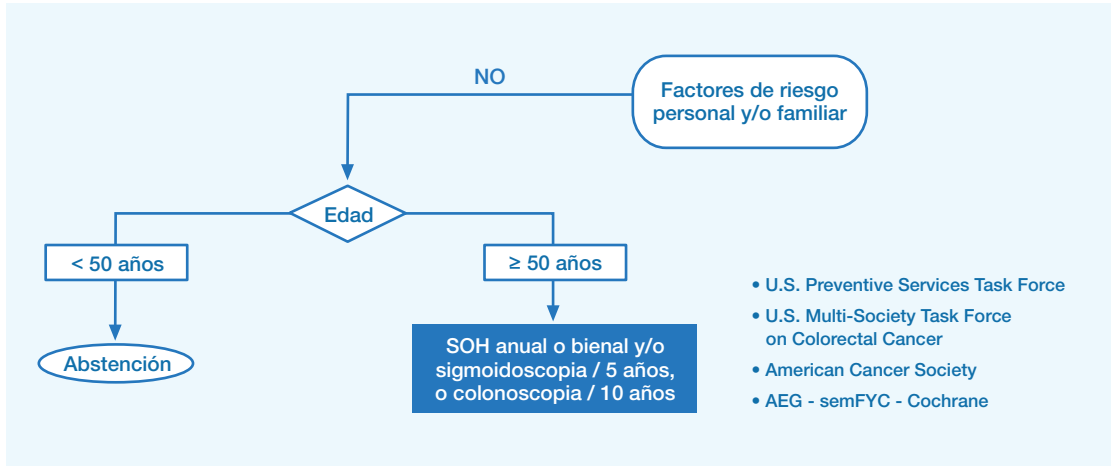 NO
Factores de riesgo
personal y/o familiar
Edad
< 50 años
≥ 50 años
Abstención
SOH anual o bienal y/o
sigmoidoscopia / 5 años,
o colonoscopia / 10 años
• U.S. Preventive Services Task Force
• U.S. Multi-Society Task Force
on Colorectal Cancer
• American Cancer Society
• AEG - semFYC - Cochrane